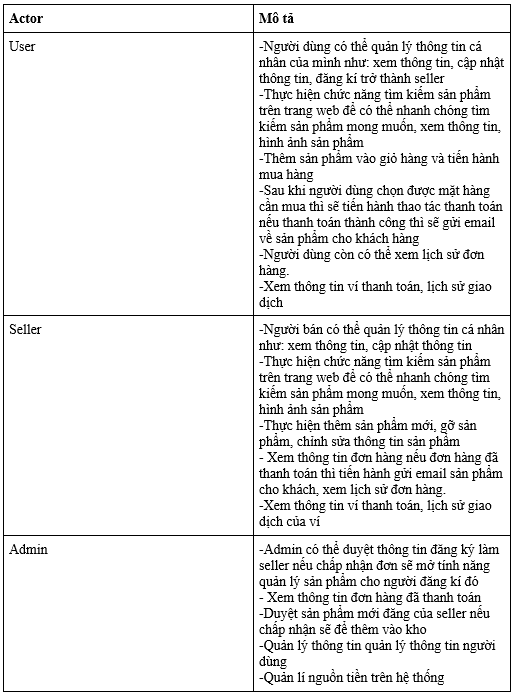 Actor
Mô tả
User
-Người dùng có thể quản lý thông tin cá
nhân của mình như: xem thông tin, cập nhật
thông tin, đăng kí trở thành seller
-Thực hiện chức năng tìm kiếm sản phẩm
trên trang web để có thể nhanh chóng tìm
kiếm sản phẩm mong muốn, xem thông tin,
hình ảnh sản phẩm
-Thêm sản phẩm vào giỏ hàng và tiến hành
mua hàng
-Sau khi người dùng chọn được mặt hàng
cần mua thì sẽ tiến hành thao tác thanh toán
nếu thanh toán thành công thì sẽ gửi email
về sản phẩm cho khách hàng
-Người dùng còn có thể xem lịch sử đơn
hàng.
-Xem thông tin ví thanh toán, lịch sử giao
dịch
Seller
-Người bán có thể quản lý thông tin cá nhân
như: xem thông tin, cập nhật thông tin
-Thực hiện chức năng tìm kiếm sản phẩm
trên trang web để có thể nhanh chóng tìm
kiếm sản phẩm mong muốn, xem thông tin,
hình ảnh sản phẩm
-Thực hiện thêm sản phẩm mới, gỡ sản
phẩm, chỉnh sửa thông tin sản phẩm
- Xem thông tin đơn hàng nếu đơn hàng đã
thanh toán thì tiến hành gửi email sản phẩm
cho khách, xem lịch sử đơn hàng.
-Xem thông tin ví thanh toán, lịch sử giao
dịch của ví
Admin
-Admin có thể duyệt thông tin đăng ký làm
seller nếu chấp nhận đơn sẽ mở tính năng
quản lý sản phẩm cho người đăng kí đó
- Xem thông tin đơn hàng đã thanh toán
-Duyệt sản phẩm mới đăng của seller nếu
chấp nhận sẽ để thêm vào kho
-Quản lý thông tin quản lý thông tin người
dùng
-Quản lí nguồn tiền trên hệ thống